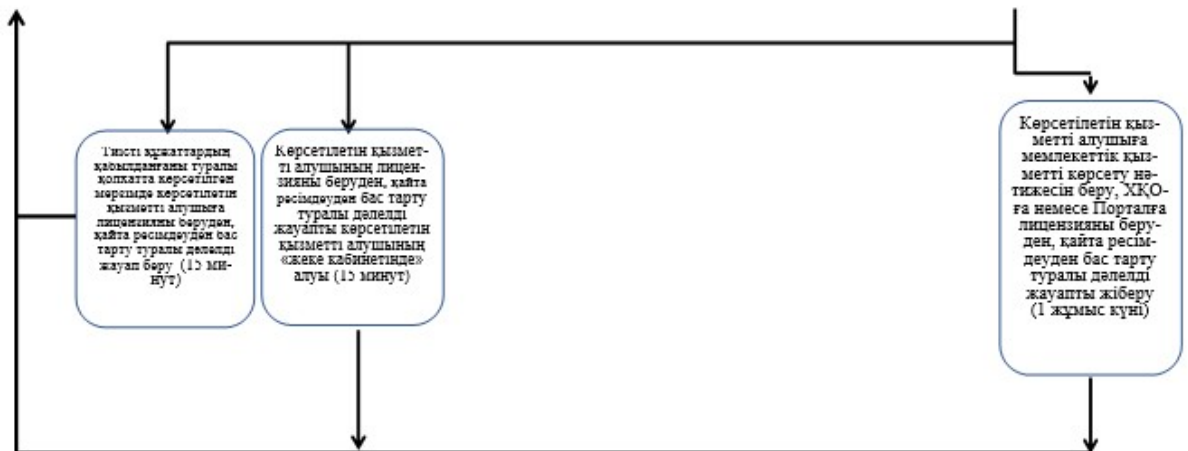 Тиісті құжаттардың
қабылданғаны туралы
қолхатта көрсетілген
мерзімде көрсетілетін
қызметті алушыға
лицензияны беруден,
қайта ресімдеуден бас
тарту туралы дәлелді
жауап беру (15 ми-
нут)
Көрсетілетін қызмет-
ті алушының лицен-
зияны беруден, қайта
ресімдеуден бас тарту
туралы дәлелді
жауапты көрсетілетін
қызметті алушының
«жеке кабинетінде»
алуы (15 минут)
Көрсетілетін қыз-
метті алушыға
мемлекеттік қыз-
метті көрсету нә-
тижесін беру, ХҚО-
ға немесе Порталға
лицензияны беру-
ден, қайта ресім-
деуден бас тарту
туралы дәлелді
жауапты жіберу
(1 жұмыс күні)